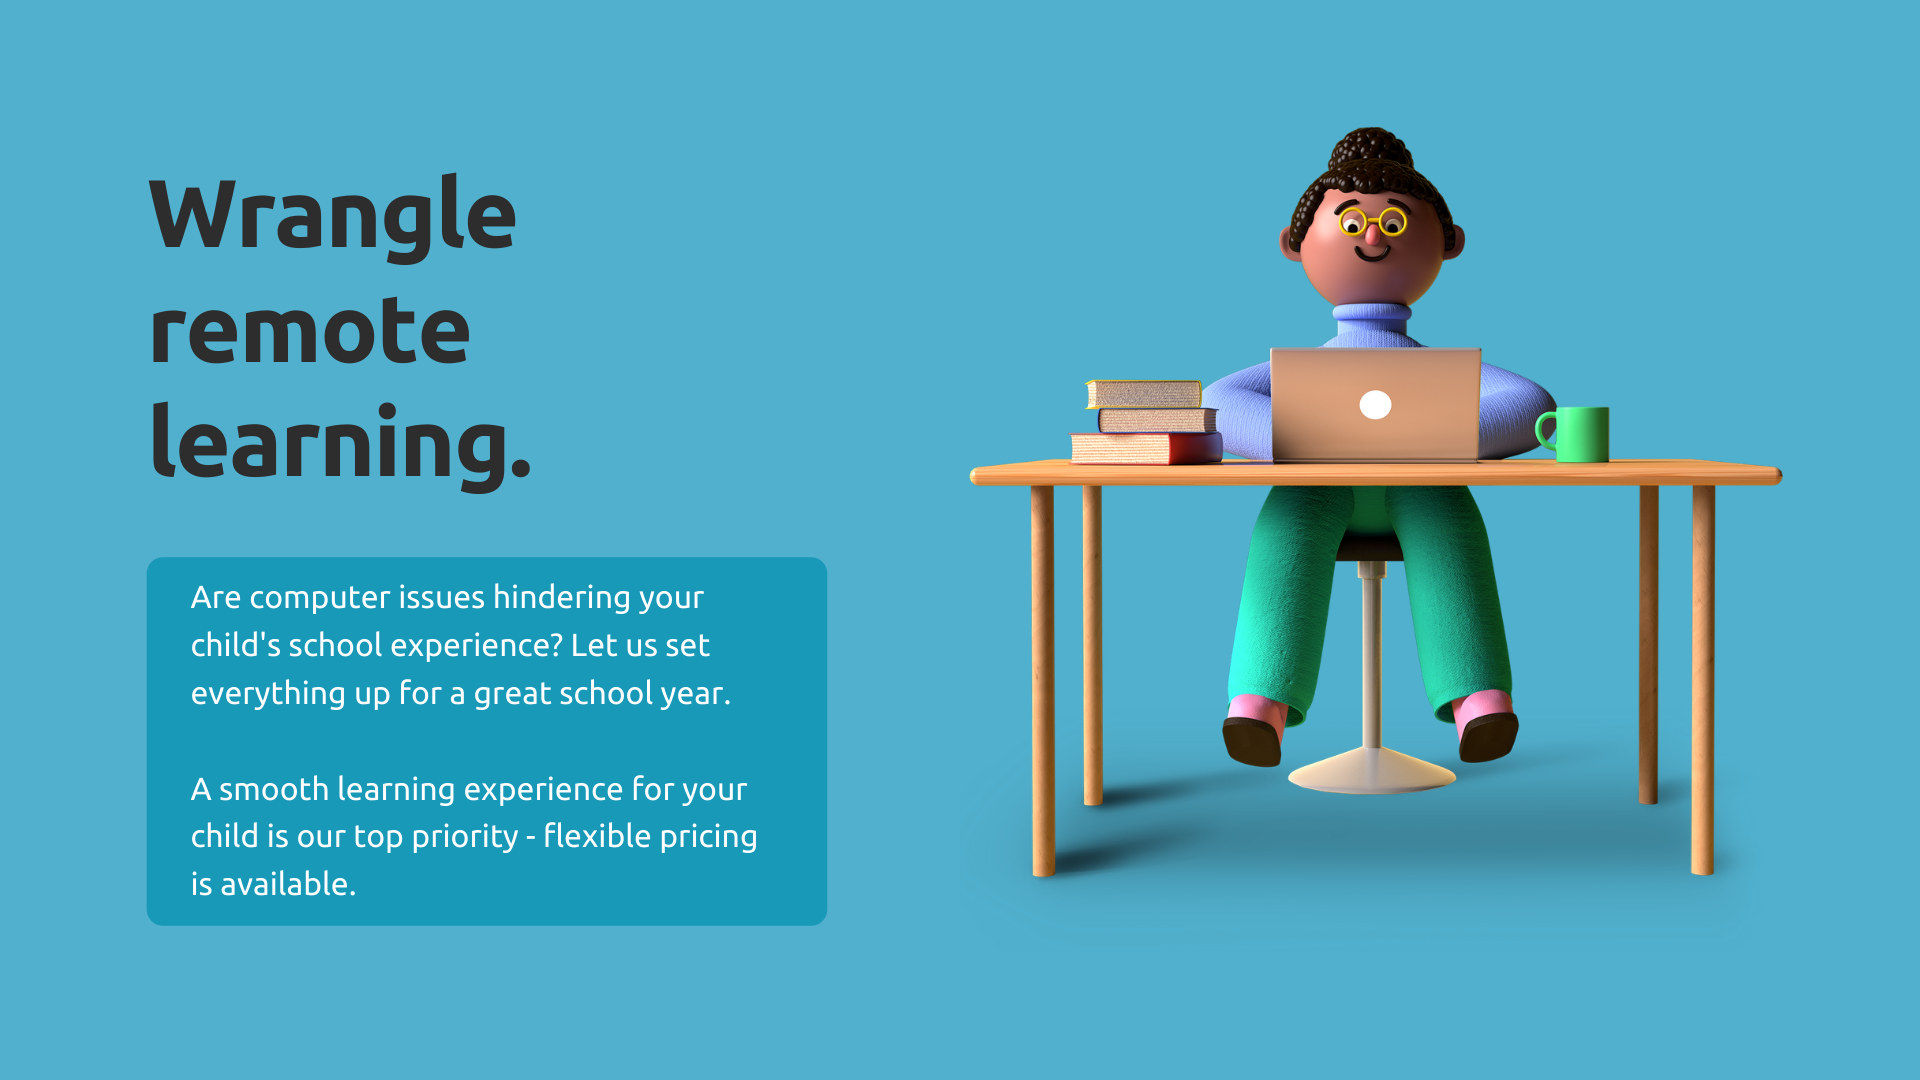 Wrangle
remote
learning.
Are computer issues hindering your
child's school experience? Let us set
everything up for a great school year.
A smooth learning experience for your
child is our top priority - flexible pricing
is available.